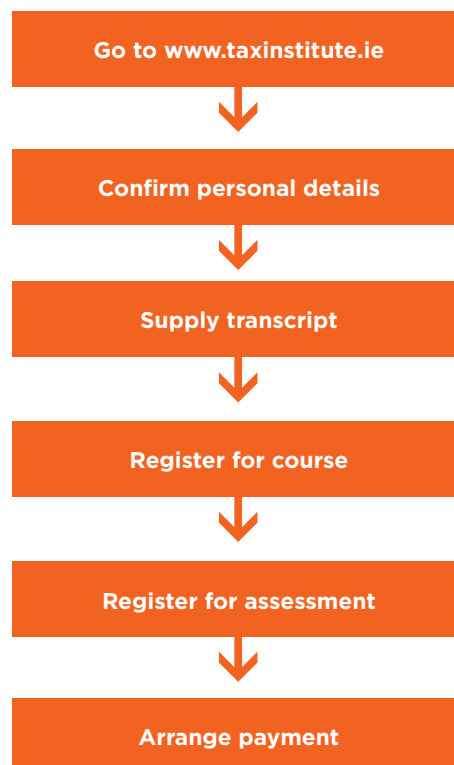 Go to www.taxinstitute.ie
Confirm personal details
Supply transcript
Register for course
Register for assessment
Arrange payment